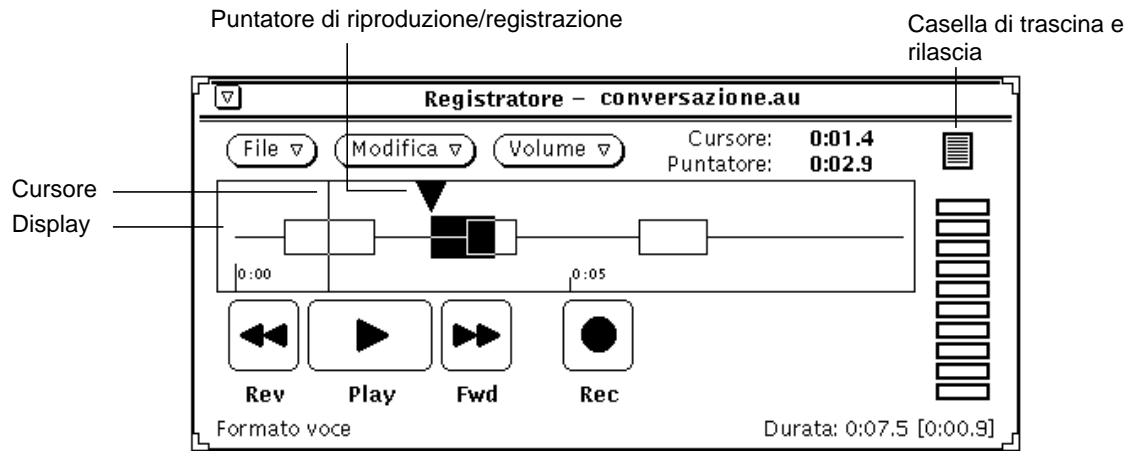 Puntatore di riproduzione/registrazione
Casella di trascina e
rilascia
Registratore – conversazione.au
File Modifica Volume Cursore: 0:01.4
Puntatore: 0:02.9
Cursore
Display
0:00 0:05
Rev Play Fwd Rec
Formato voce Durata: 0:07.5 [0:00.9]